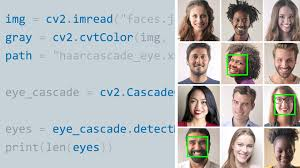 img = cv2.imread("faces.j
gray = cv2.cvtColor(img,
path = "haarcascade_eye.x
eye_cascade = cv2.Cascade
eyes = eye_cascade.detect
print(len(eyes))